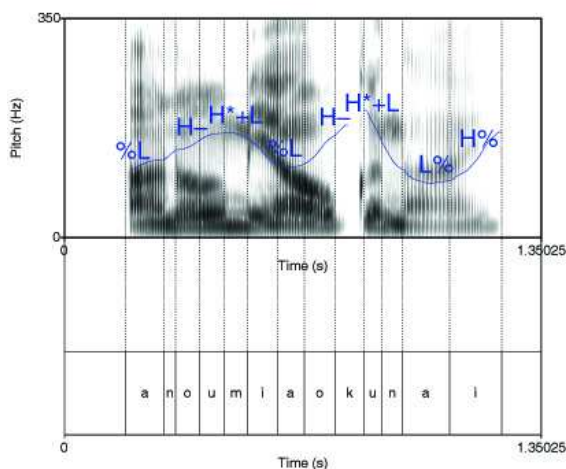 350
Pitch (Hz)
%L H– H*+L %L H– H*+L L% H%
0
0 1.35025
Time (s)
a n o u m i a o k u n a i
0 1.35025
Time (s)